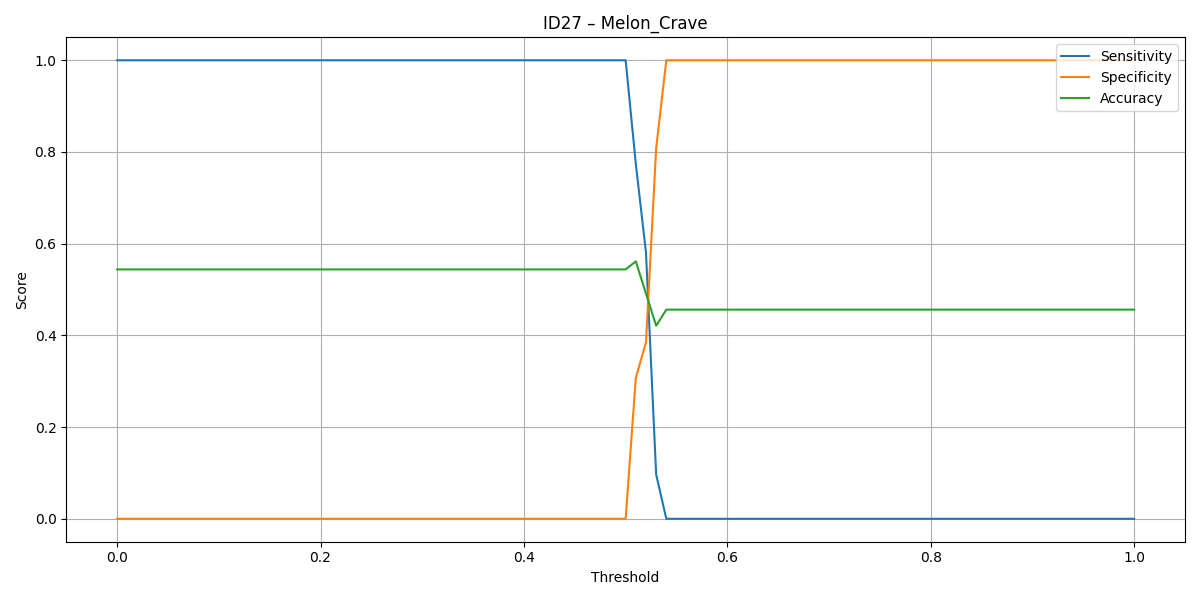 ID27 – Melon_Crave
Sensitivity
Specificity
Accuracy
Score
1.0
0.8
0.6
0.4
0.2
0.0
0.0 0.2 0.4 0.6 0.8 1.0
Threshold